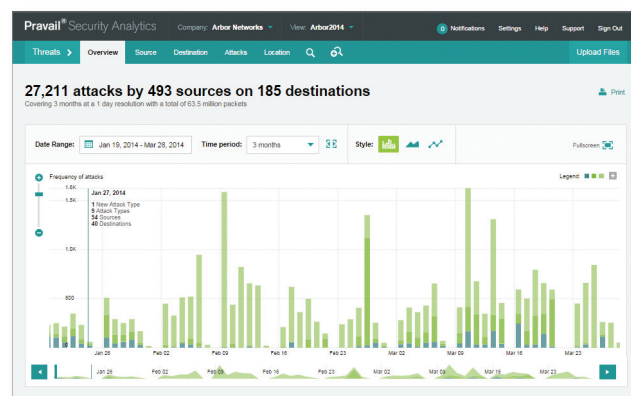 Pravail® Security Analytics Company: Arbor Networks View: Arbor2014 0 Notifications Settings Help Support Sign Out
Threats Overview Source Destination Attacks Location Upload Files
27,211 attacks by 493 sources on 185 destinations
Print
Covering 3 months at a 1 day resolution with a total of 63.5 million packets
Date Range: Jan 19, 2014 - Mar 28, 2014 Time period: 3 months Style: Fullscreen
Frequency of attacks Legend:
1.6K
Jan 27, 2014
1.5K
1 New Attack Type
9 Attack Types
34 Sources
40 Destinations
1.0K
500
0
Jan 26 Feb 02 Feb 09 Feb 16 Feb 23 Mar 02 Mar 09 Mar 16 Mar 23
Jan 26 Feb 02 Feb 09 Feb 16 Feb 23 Mar 02 Mar 09 Mar 16 Mar 23